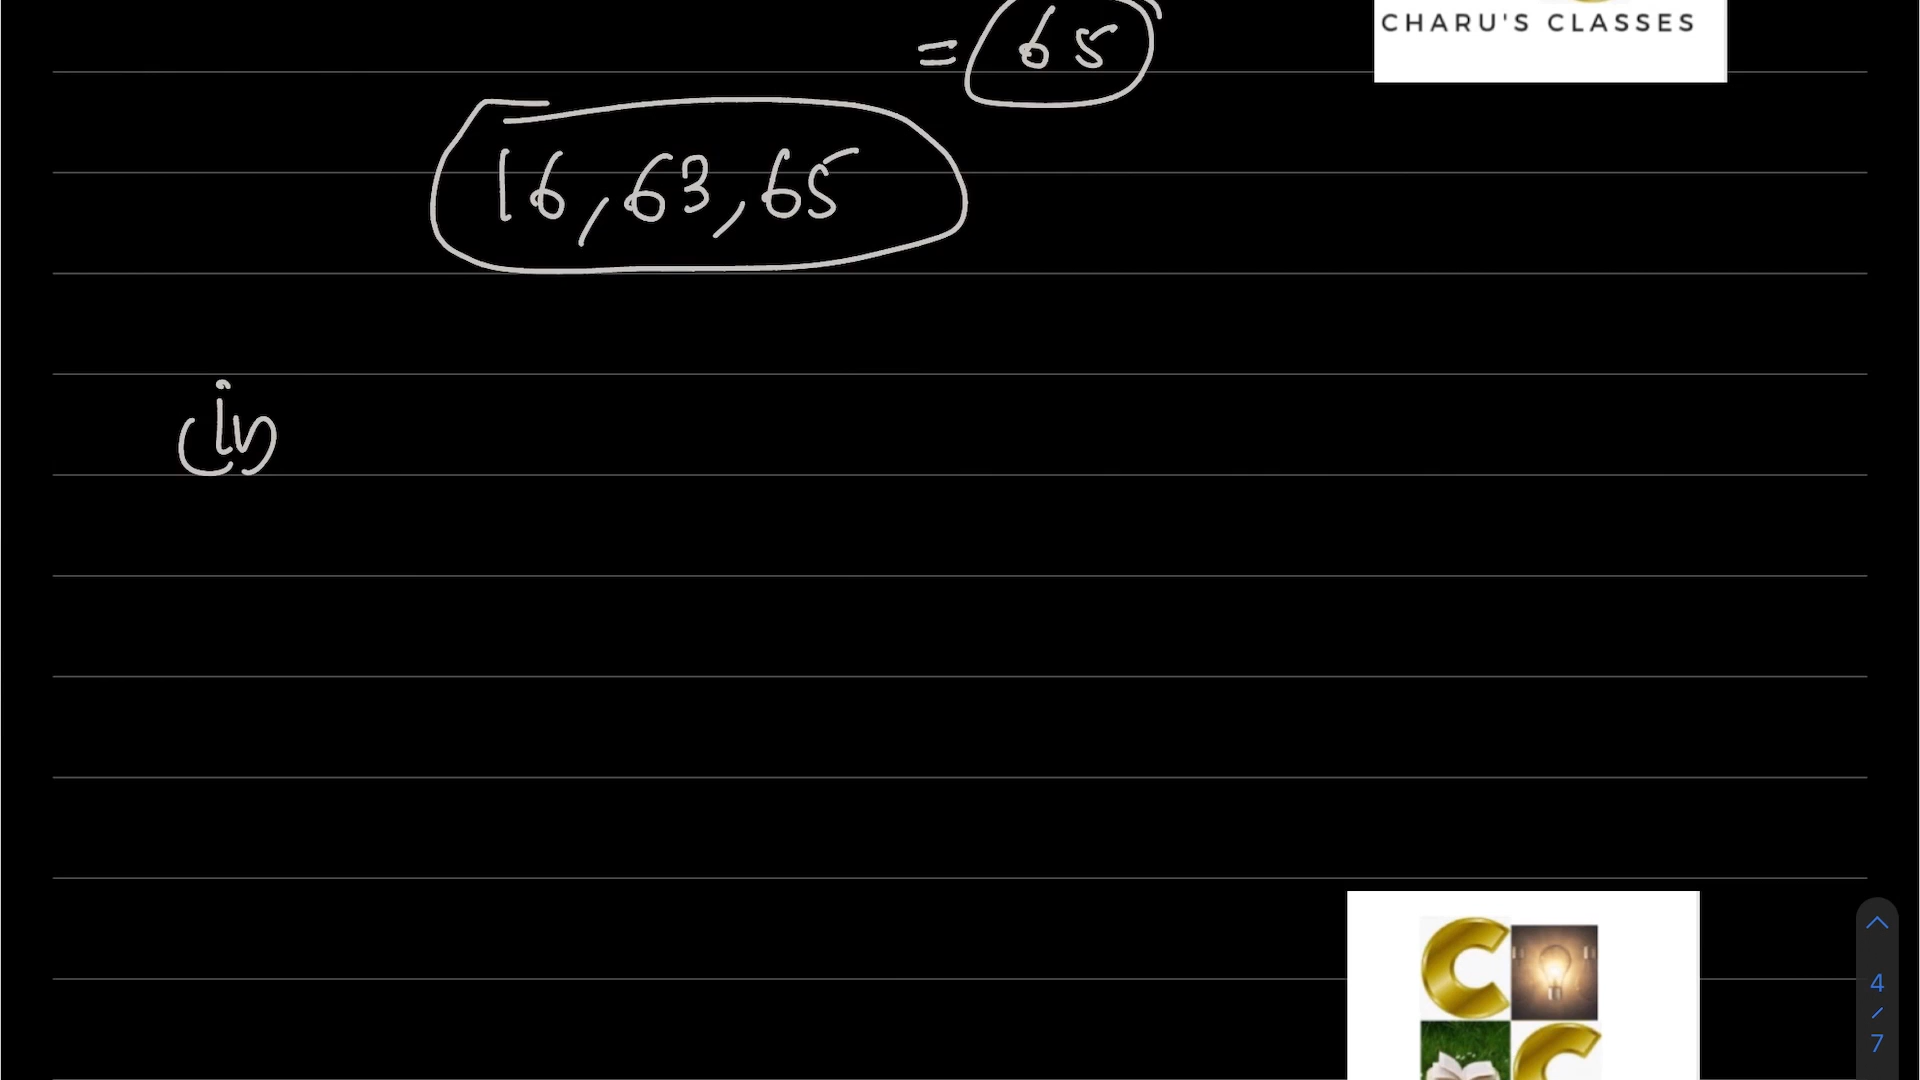 CHARU'S CLASSES
= 65
16, 63, 65
(iv)
4
/
7